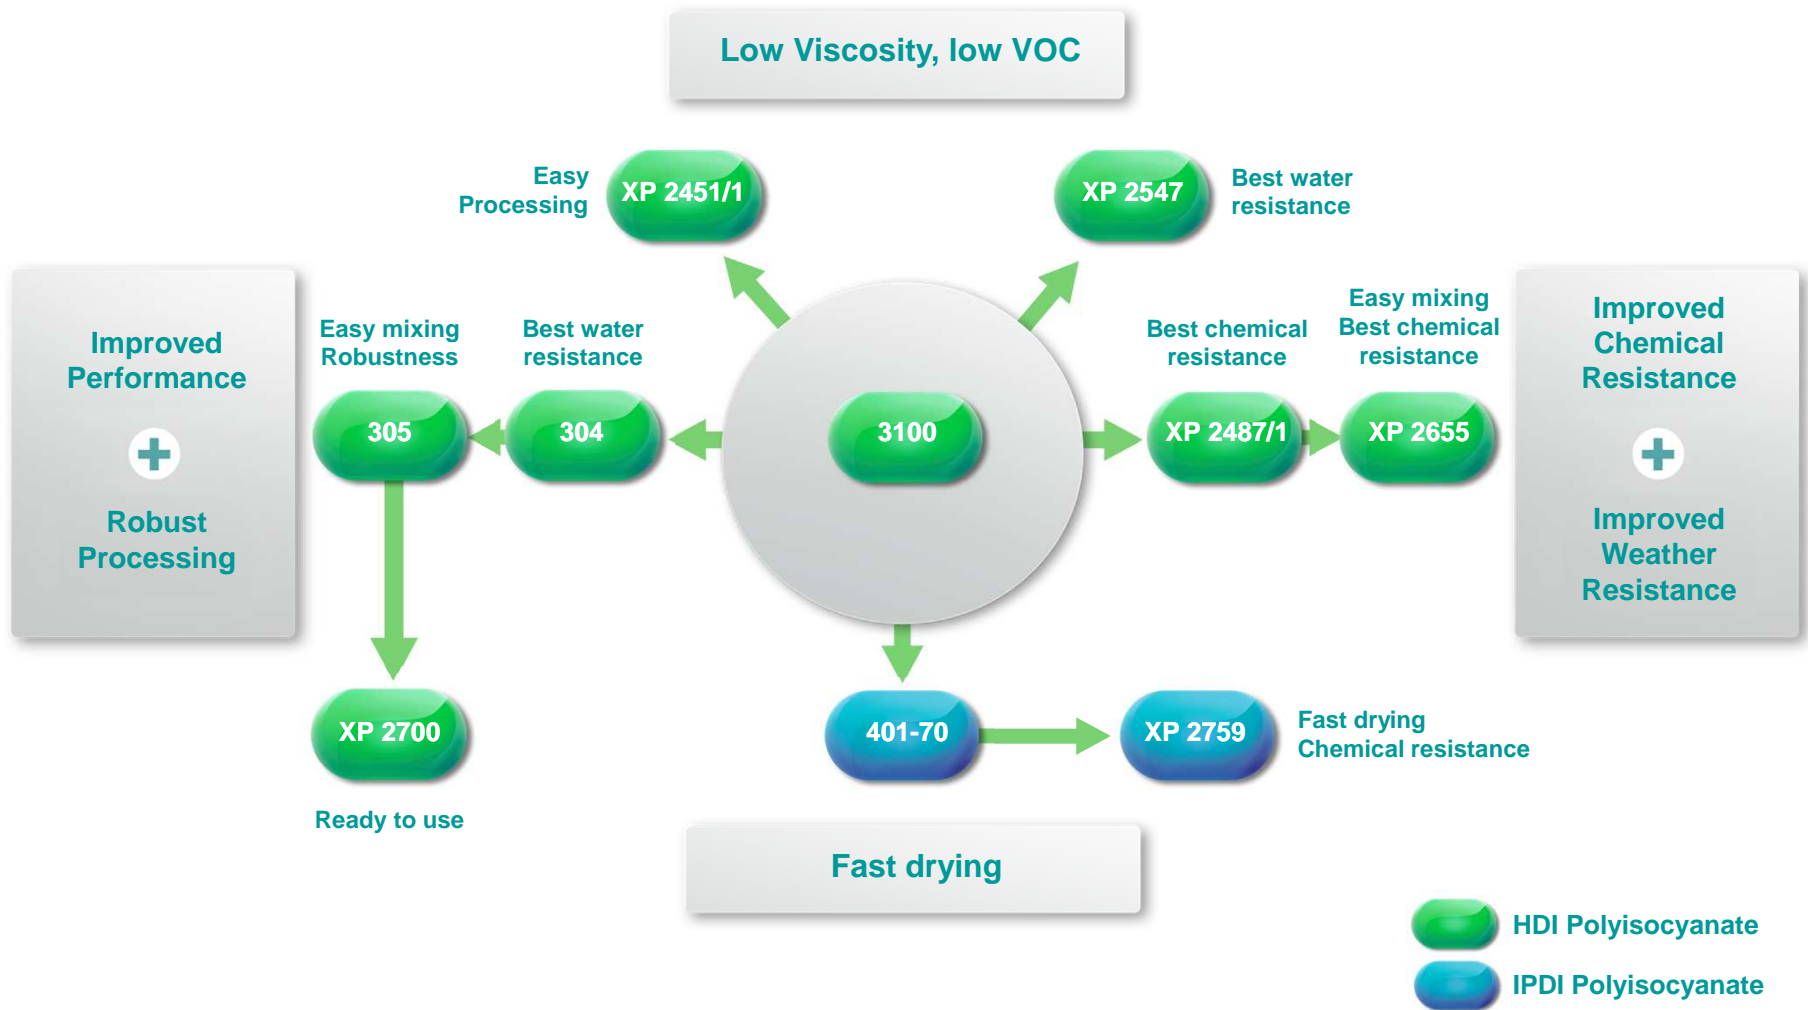 Low Viscosity, low VOC
Easy
Processing
XP 2451/1
XP 2547
Best water
resistance
Improved
Performance
Robust
Processing
Easy mixing
Robustness
305
Best water
resistance
304
3100
Best chemical
resistance
XP 2487/1
Easy mixing
Best chemical
resistance
XP 2655
Improved
Chemical
Resistance
Improved
Weather
Resistance
XP 2700
Ready to use
401-70
XP 2759
Fast drying
Chemical resistance
Fast drying
HDI Polyisocyanate
IPDI Polyisocyanate